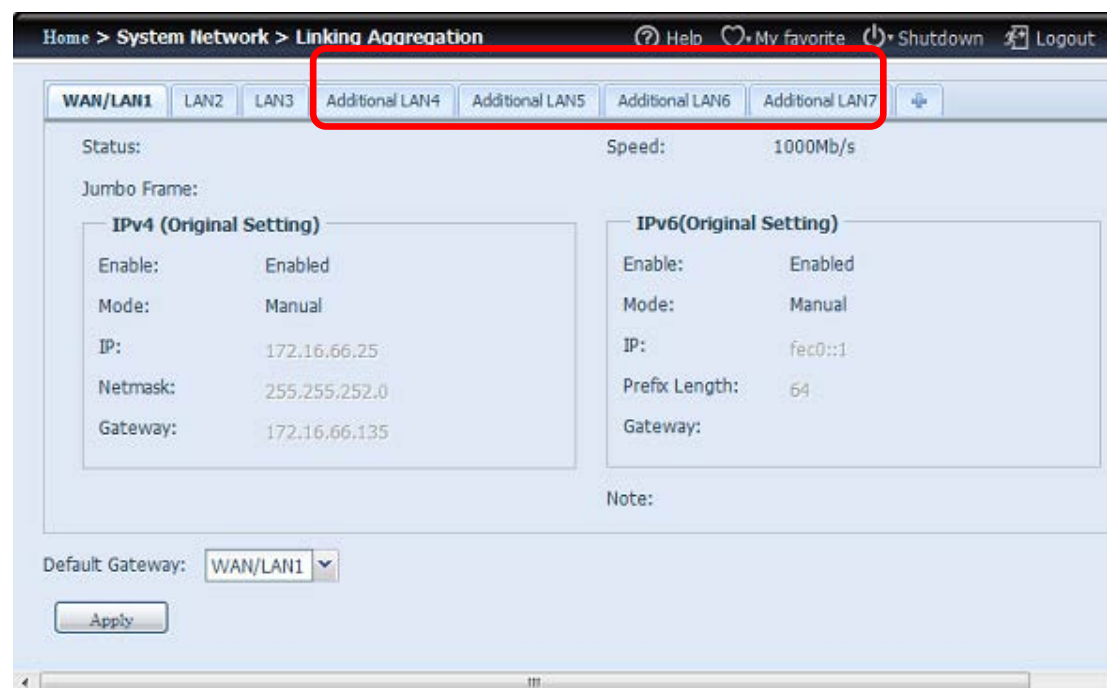 Home > System Network > Linking Aggregation Help My favorite Shutdown Logout
WAN/LAN1 LAN2 LAN3 Additional LAN4 Additional LAN5 Additional LAN6 Additional LAN7
Status: Speed: 1000Mb/s
Jumbo Frame:
IPv4 (Original Setting) IPv6(Original Setting)
Enable: Enabled Enable: Enabled
Mode: Manual Mode: Manual
IP: 172.16.66.25 IP: fec0::1
Netmask: 255.255.252.0 Prefix Length: 64
Gateway: 172.16.66.135 Gateway:
Note:
Default Gateway: WAN/LAN1
Apply